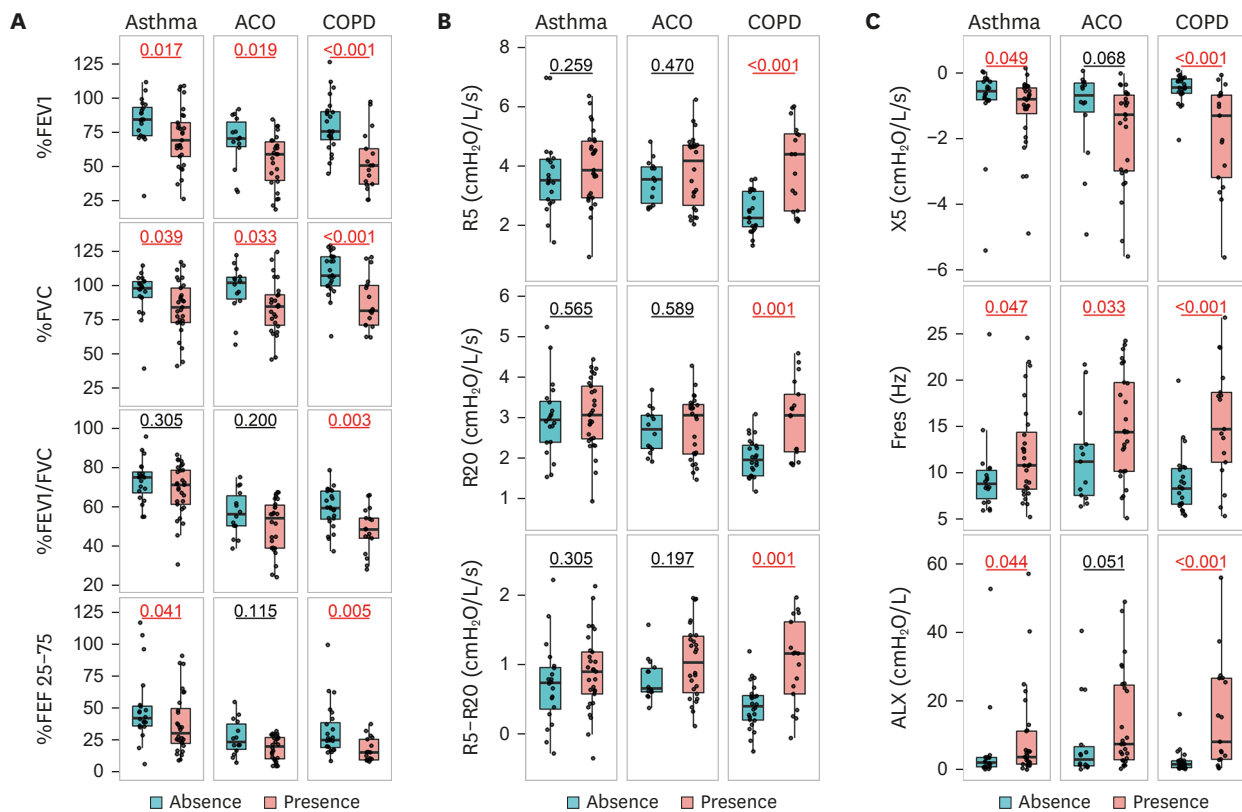 A
Asthma ACO COPD
%FEV1
125
100
75
50
25
0.017 0.019 <0.001
%FVC
125
100
75
50
25
0.039 0.033 <0.001
%FEV1/FVC
100
80
60
40
20
0.305 0.200 0.003
%FEF 25–75
125
100
75
50
25
0
0.041 0.115 0.005
Absence Presence
B
Asthma ACO COPD
R5 (cmH₂O/L/s)
8
6
4
2
0.259 0.470 <0.001
R20 (cmH₂O/L/s)
6
5
4
3
2
1
0.565 0.589 0.001
R5–R20 (cmH₂O/L/s)
2
1
0
0.305 0.197 0.001
Absence Presence
C
Asthma ACO COPD
X5 (cmH₂O/L/s)
0
−2
−4
−6
0.049 0.068 <0.001
Fres (Hz)
25
20
15
10
5
0.047 0.033 <0.001
ALX (cmH₂O/L)
60
40
20
0
0.044 0.051 <0.001
Absence Presence